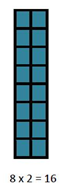 8 x 2 = 16